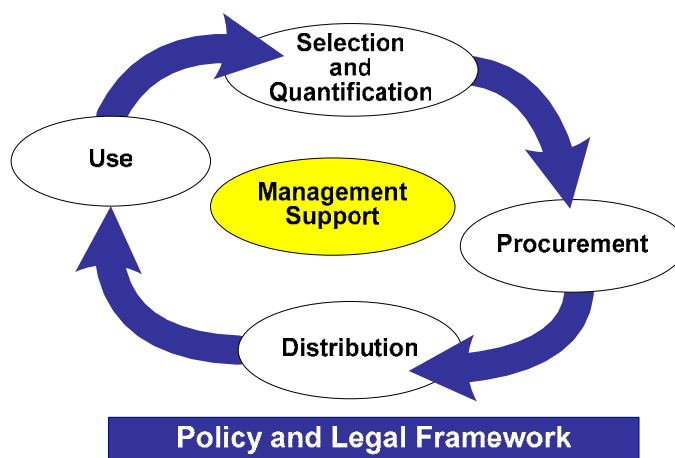 Selection
and
Quantification
Use
Management
Support
Procurement
Distribution
Policy and Legal Framework